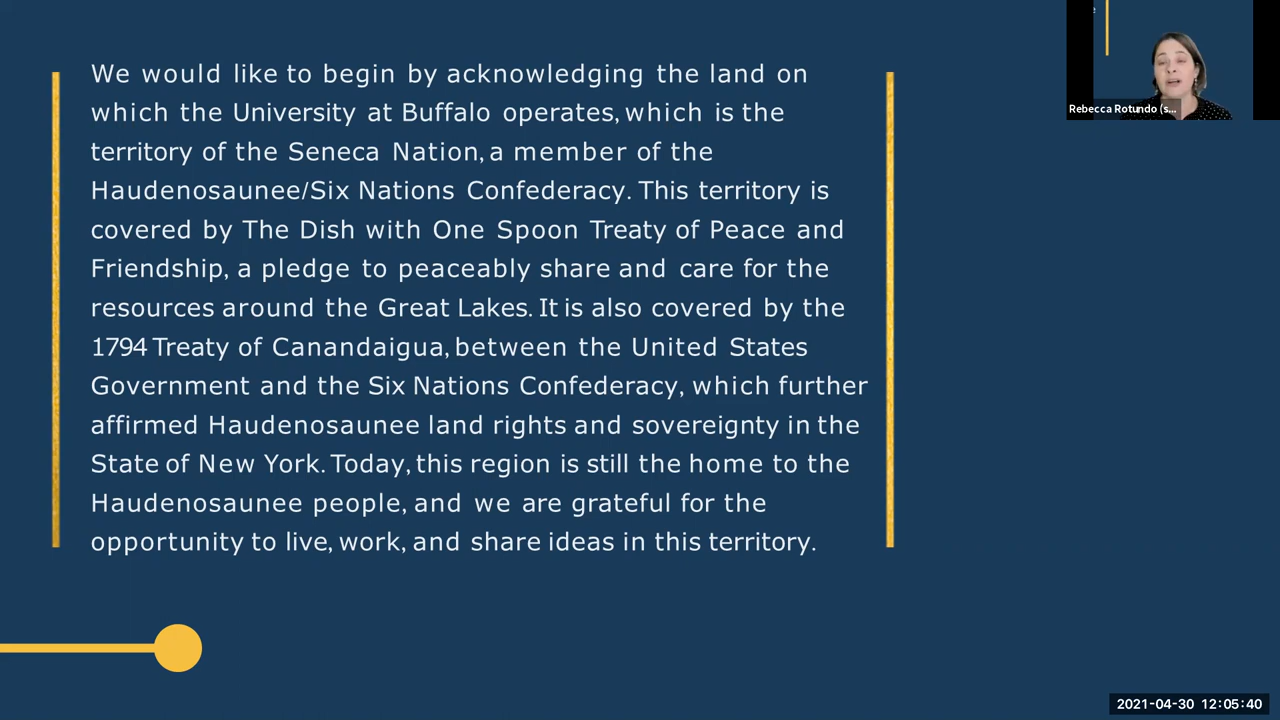 We would like to begin by acknowledging the land on
which the University at Buffalo operates, which is the
territory of the Seneca Nation, a member of the
Haudenosaunee/Six Nations Confederacy. This territory is
covered by The Dish with One Spoon Treaty of Peace and
Friendship, a pledge to peaceably share and care for the
resources around the Great Lakes. It is also covered by the
1794 Treaty of Canandaigua, between the United States
Government and the Six Nations Confederacy, which further
affirmed Haudenosaunee land rights and sovereignty in the
State of New York. Today, this region is still the home to the
Haudenosaunee people, and we are grateful for the
opportunity to live, work, and share ideas in this territory.
Rebecca Rotundo (s...
2021-04-30 12:05:40